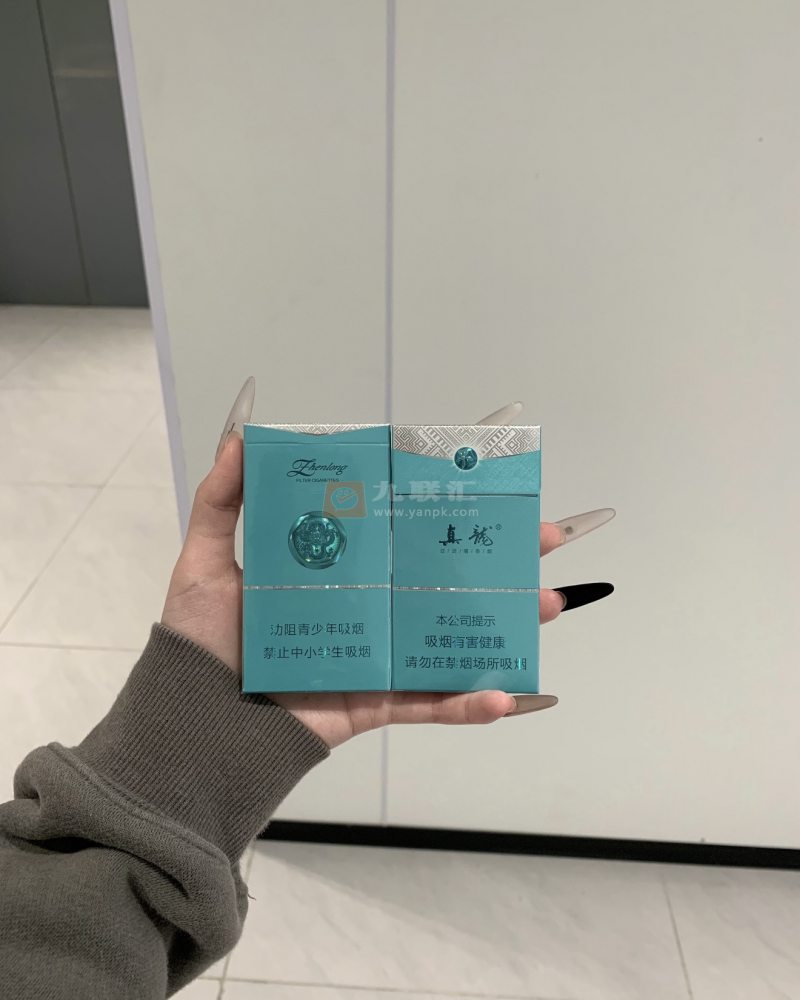 Zhenlong
FILTER CIGARETTES
九联汇
www.yanpk.com
真龍
劝阻青少年吸烟
禁止中小学生吸烟
本公司提示
吸烟有害健康
请勿在禁烟场所吸烟